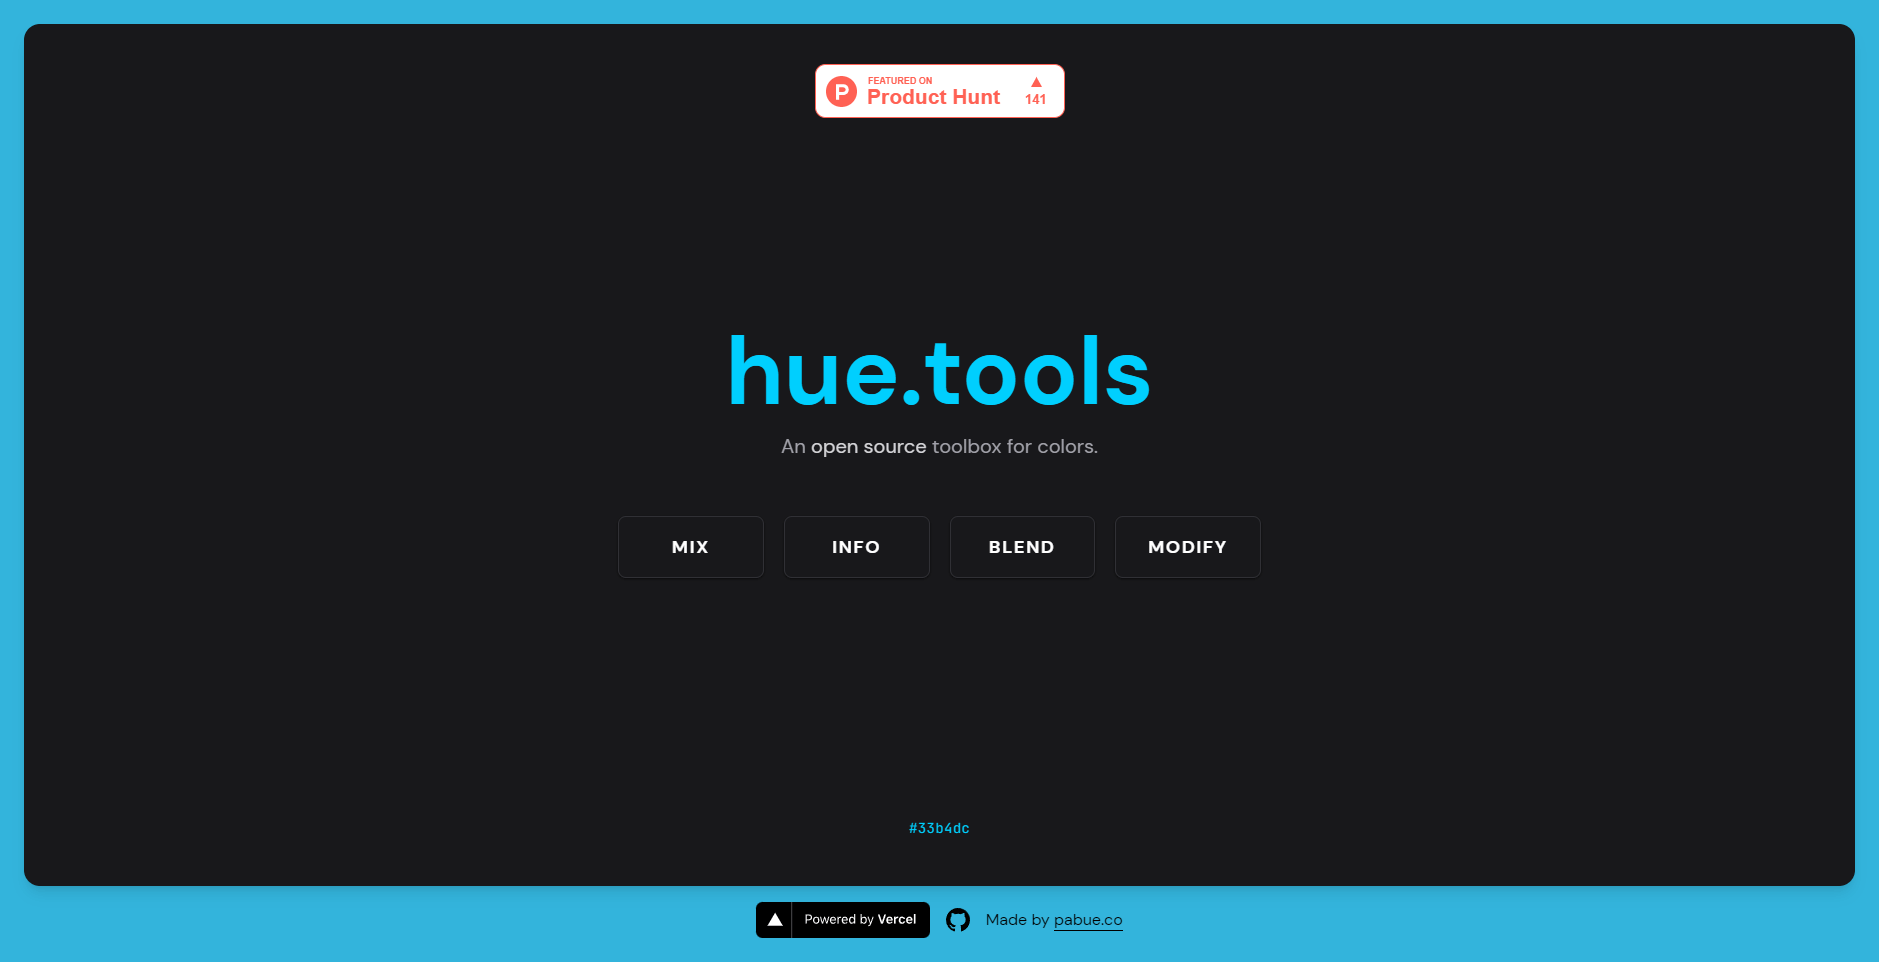 P
FEATURED ON
Product Hunt
141
hue.tools
An open source toolbox for colors.
MIX
INFO
BLEND
MODIFY
#33b4dc
Powered by Vercel
Made by pabue.co